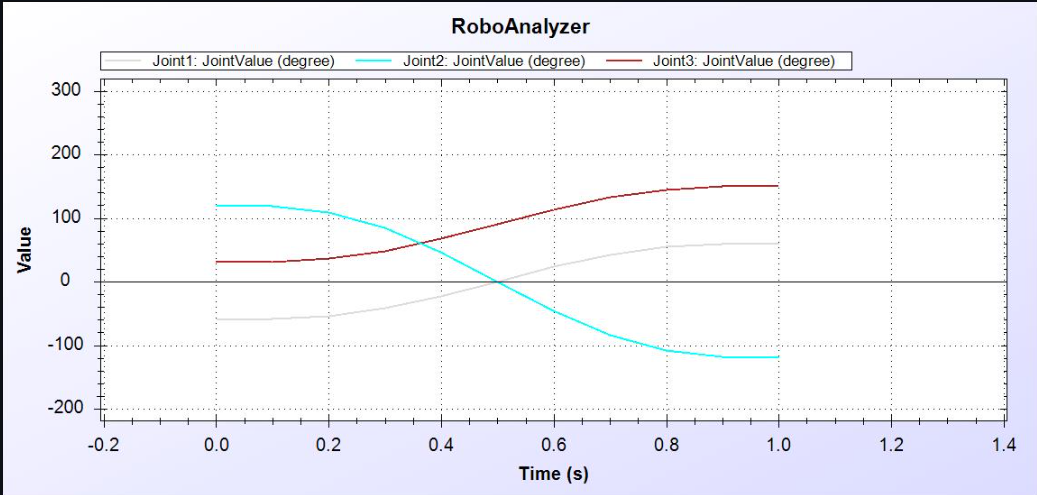 RoboAnalyzer
Joint1: JointValue (degree) Joint2: JointValue (degree) Joint3: JointValue (degree)
300
200
100
0
-100
-200
Value
-0.2 0.0 0.2 0.4 0.6 0.8 1.0 1.2 1.4
Time (s)